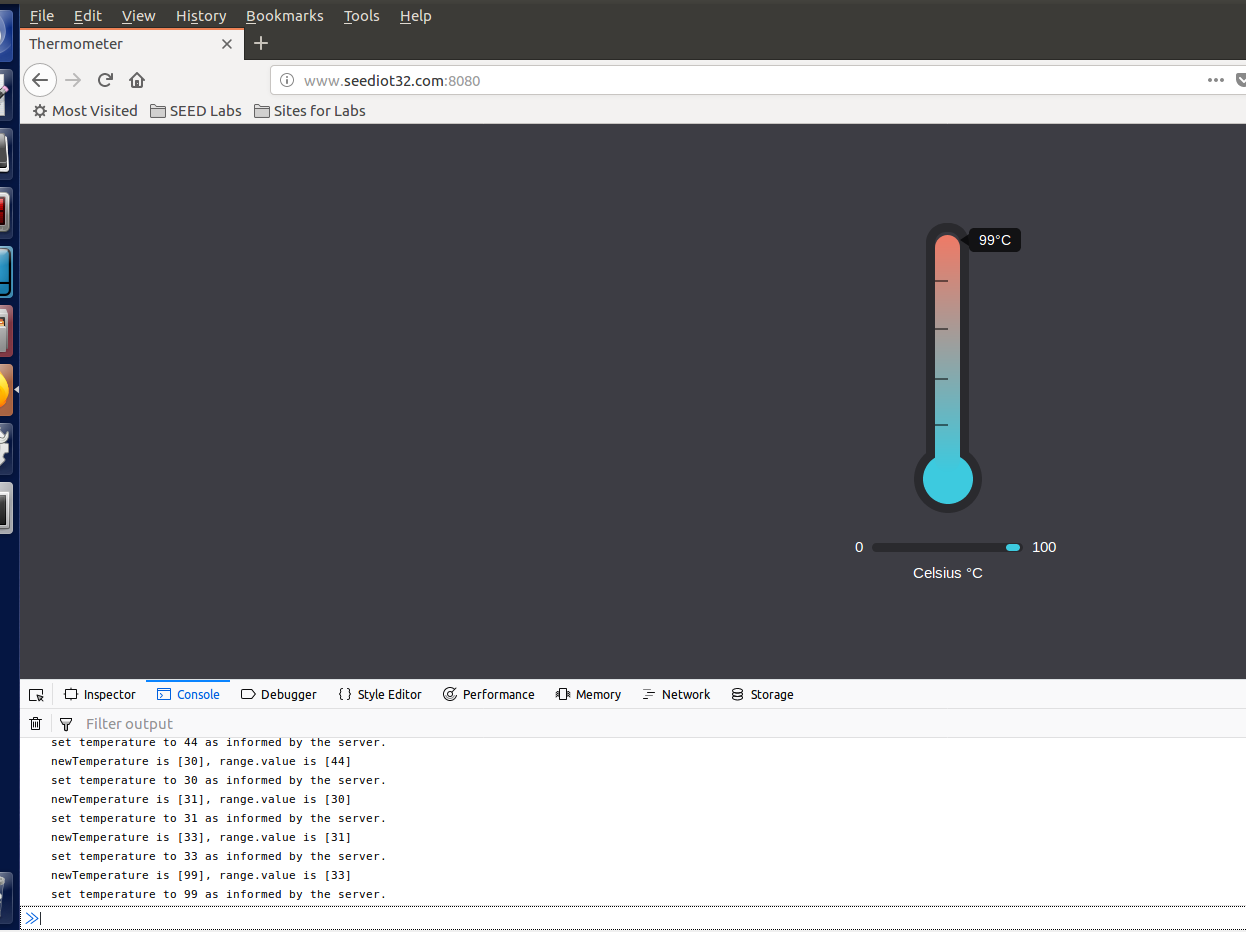 File Edit View History Bookmarks Tools Help
Thermometer
www.seediot32.com:8080
Most Visited SEED Labs Sites for Labs
99°C
0 100
Celsius °C
Inspector Console Debugger { } Style Editor Performance Memory Network Storage
Filter output
set temperature to 44 as informed by the server.
newTemperature is [30], range.value is [44]
set temperature to 30 as informed by the server.
newTemperature is [31], range.value is [30]
set temperature to 31 as informed by the server.
newTemperature is [33], range.value is [31]
set temperature to 33 as informed by the server.
newTemperature is [99], range.value is [33]
set temperature to 99 as informed by the server.